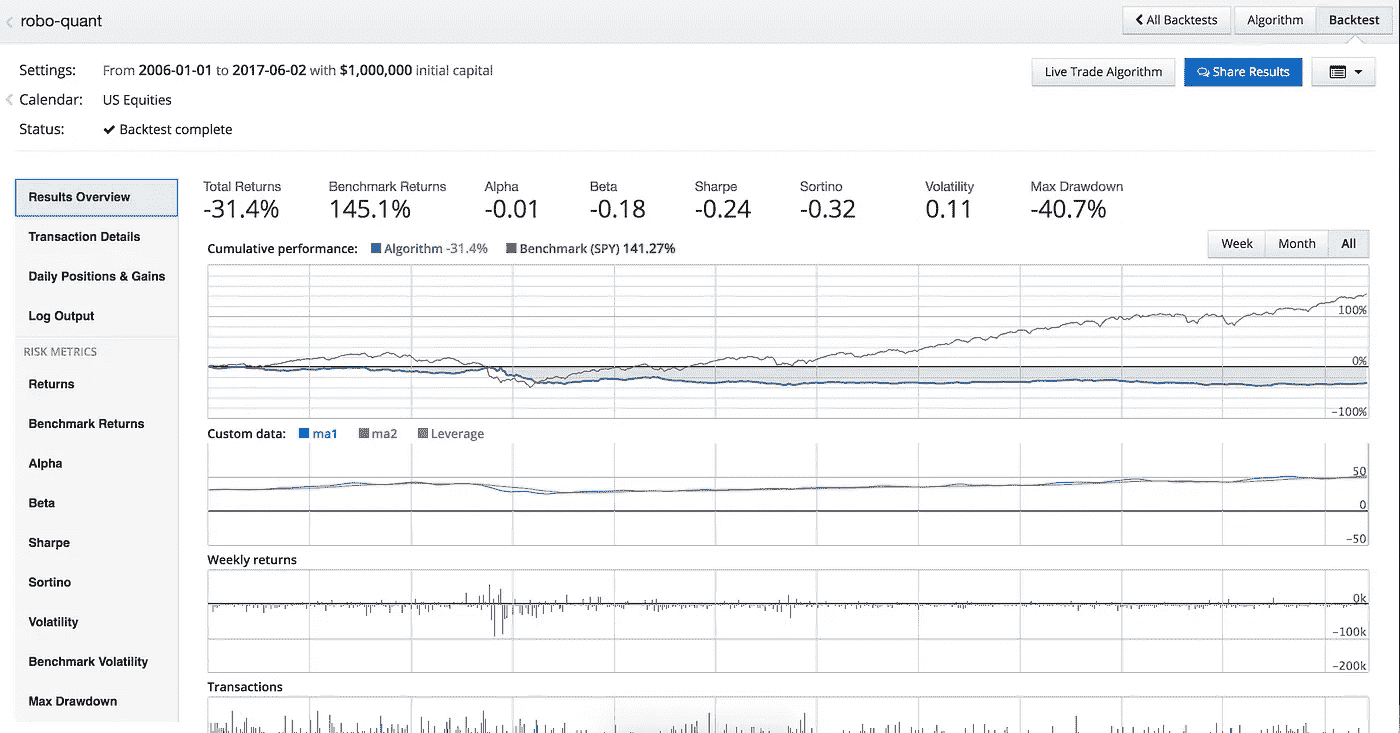 robo-quant
All Backtests Algorithm Backtest
Settings: From 2006-01-01 to 2017-06-02 with $1,000,000 initial capital
Live Trade Algorithm Share Results
Calendar: US Equities
Status: Backtest complete
Results Overview
Transaction Details
Daily Positions & Gains
Log Output
RISK METRICS
Returns
Benchmark Returns
Alpha
Beta
Sharpe
Sortino
Volatility
Benchmark Volatility
Max Drawdown
Total Returns Benchmark Returns Alpha Beta Sharpe Sortino Volatility Max Drawdown
-31.4% 145.1% -0.01 -0.18 -0.24 -0.32 0.11 -40.7%
Cumulative performance: Algorithm -31.4% Benchmark (SPY) 141.27%
Week Month All
100%
0%
-100%
Custom data: ma1 ma2 Leverage
50
0
-50
Weekly returns
0k
-100k
-200k
Transactions